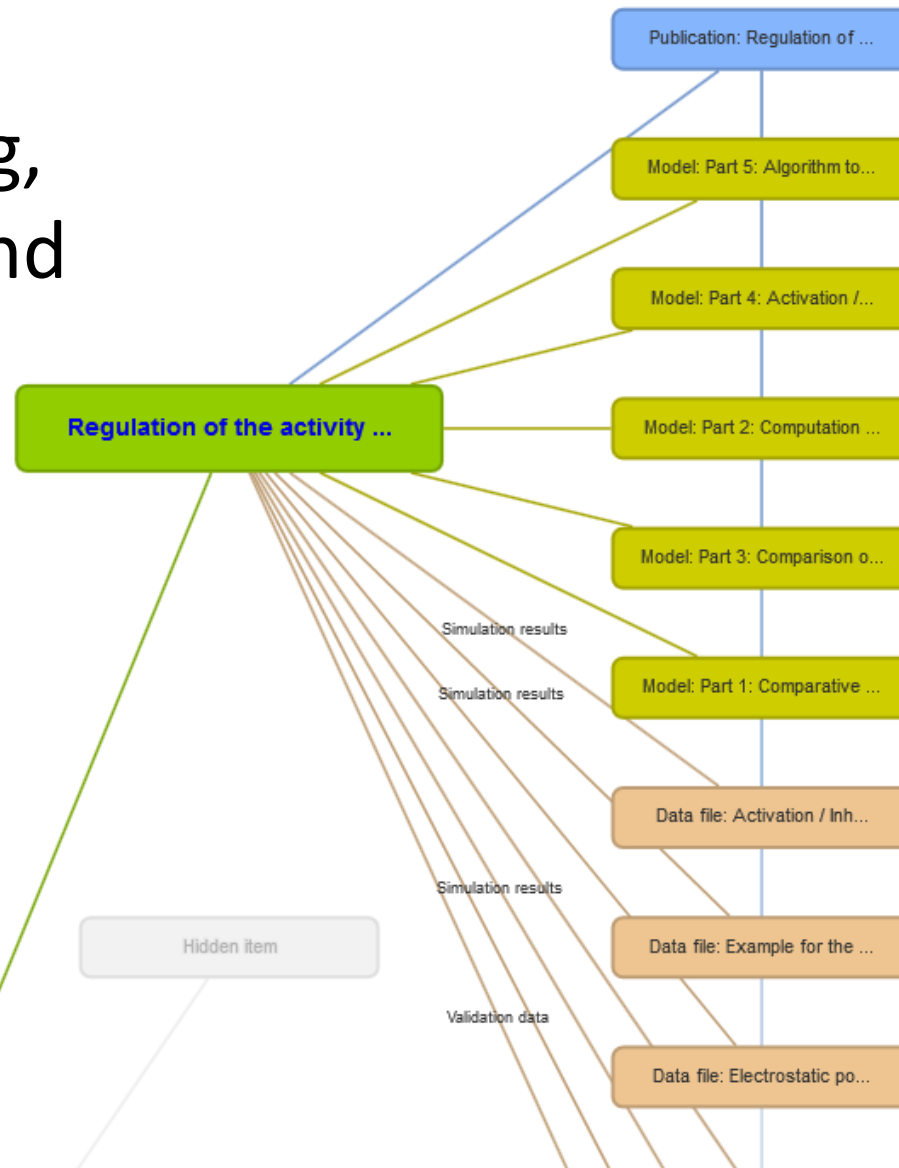 g,
nd
Publication: Regulation of ...
Model: Part 5: Algorithm to...
Model: Part 4: Activation /...
Regulation of the activity ...
Model: Part 2: Computation ...
Model: Part 3: Comparison o...
Simulation results
Model: Part 1: Comparative ...
Simulation results
Data file: Activation / Inh...
Simulation results
Hidden item
Data file: Example for the ...
Validation data
Data file: Electrostatic po...